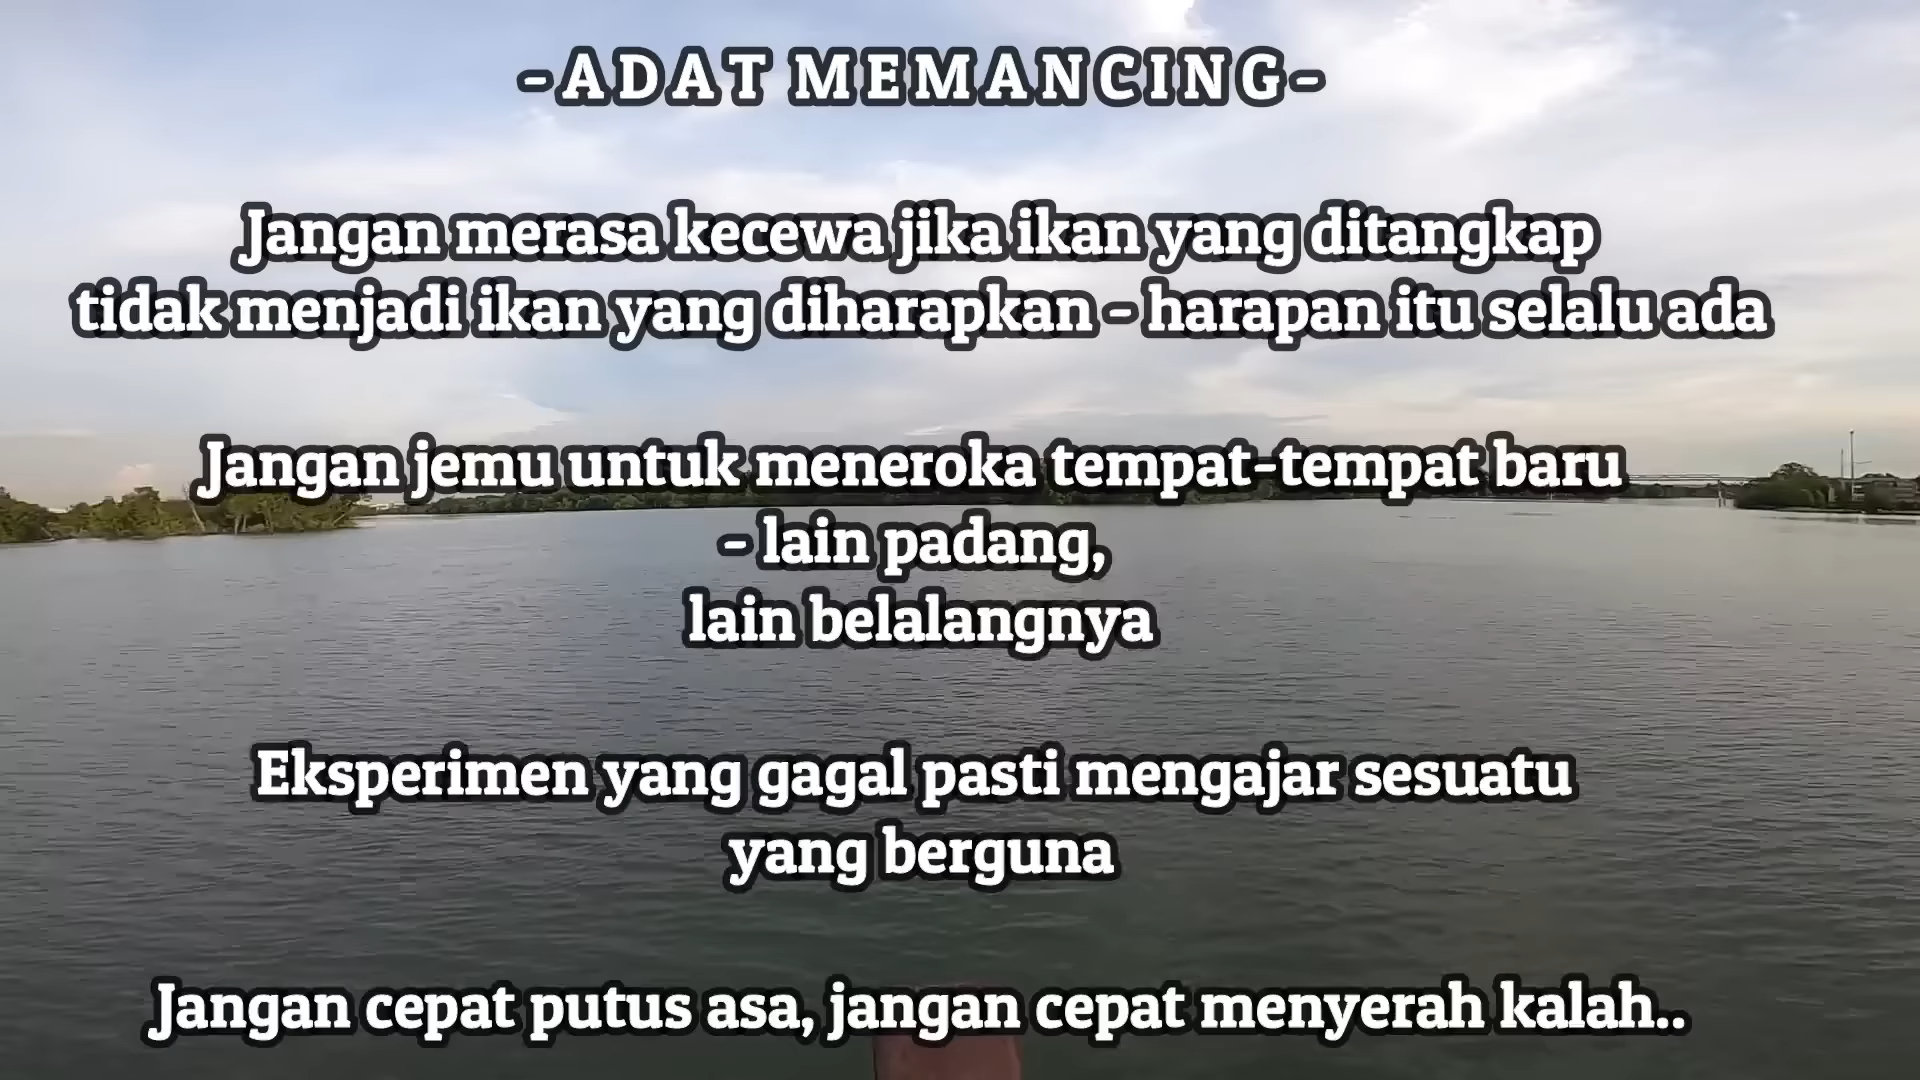 -ADAT MEMANCING-
Jangan merasa kecewa jika ikan yang ditangkap
tidak menjadi ikan yang diharapkan - harapan itu selalu ada
Jangan jemu untuk meneroka tempat-tempat baru
- lain padang,
lain belalangnya
Eksperimen yang gagal pasti mengajar sesuatu
yang berguna
Jangan cepat putus asa, jangan cepat menyerah kalah..